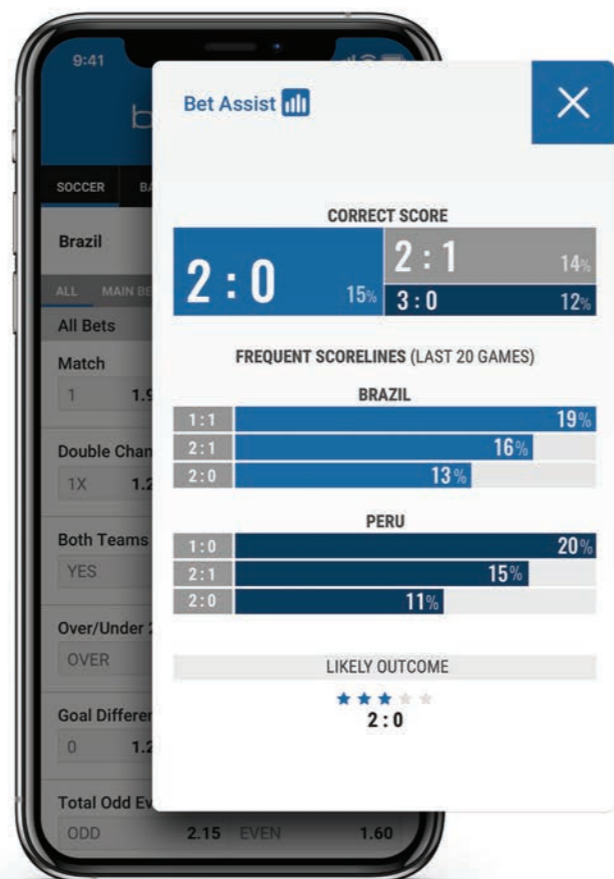 9:41
Bet Assist
SOCCER
CORRECT SCORE
2 : 0 15%
2 : 1 14%
3 : 0 12%
Brazil
ALL MAIN
All Bets
FREQUENT SCORELINES (LAST 20 GAMES)
Match
1
BRAZIL
1:1 19%
2:1 16%
2:0 13%
Double
1X
PERU
1:0 20%
2:1 15%
2:0 11%
Both Teams
YES
Over/Under
OVER
LIKELY OUTCOME
2:0
Goal
0
Total Odd
ODD 2.15 EVEN 1.60